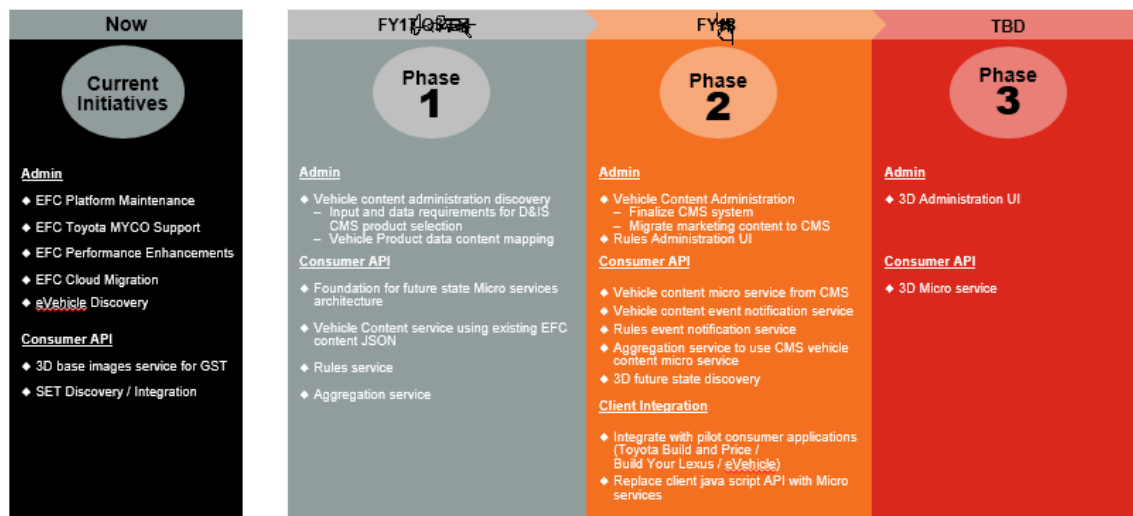 Now
Current
Initiatives
Admin
◆ EFC Platform Maintenance
◆ EFC Toyota MYCO Support
◆ EFC Performance Enhancements
◆ EFC Cloud Migration
◆ eVehicle Discovery
Consumer API
◆ 3D base images service for GST
◆ SET Discovery / Integration
Phase
1
Admin
◆ Vehicle content administration discovery
– Input and data requirements for D&IS
CMS product selection
– Vehicle Product data content mapping
Consumer API
◆ Foundation for future state Micro services
architecture
◆ Vehicle Content service using existing EFC
content JSON
◆ Rules service
◆ Aggregation service
Phase
2
Admin
◆ Vehicle Content Administration
– Finalize CMS system
– Migrate marketing content to CMS
◆ Rules Administration UI
Consumer API
◆ Vehicle content micro service from CMS
◆ Vehicle content event notification service
◆ Rules event notification service
◆ Aggregation service to use CMS vehicle
content micro service
◆ 3D future state discovery
Client Integration
◆ Integrate with pilot consumer applications
(Toyota Build and Price /
Build Your Lexus / eVehicle)
◆ Replace client java script API with Micro
services
TBD
Phase
3
Admin
◆ 3D Administration UI
Consumer API
◆ 3D Micro service